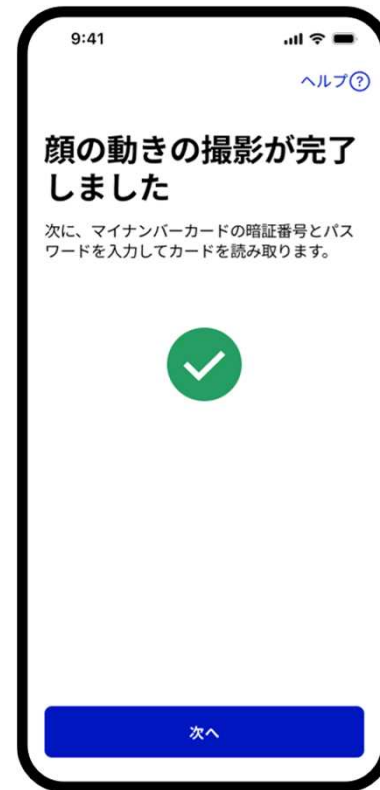 9:41
ヘルプ?
顔の動きの撮影が完了
しました
次に、マイナンバーカードの暗証番号とパス
ワードを入力してカードを読み取ります。
次へ